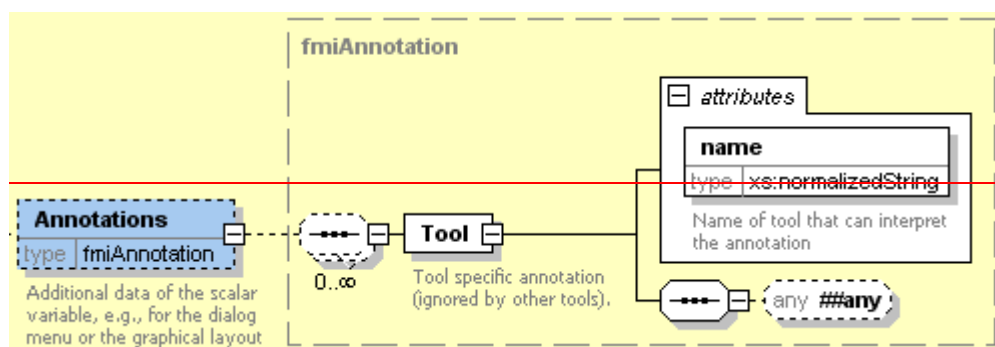 fmiAnnotation
attributes
name
type xs:normalizedString
Name of tool that can interpret
the annotation
Annotations
type fmiAnnotation
Additional data of the scalar
variable, e.g., for the dialog
menu or the graphical layout
0..∞
Tool
Tool specific annotation
(ignored by other tools).
any ##any